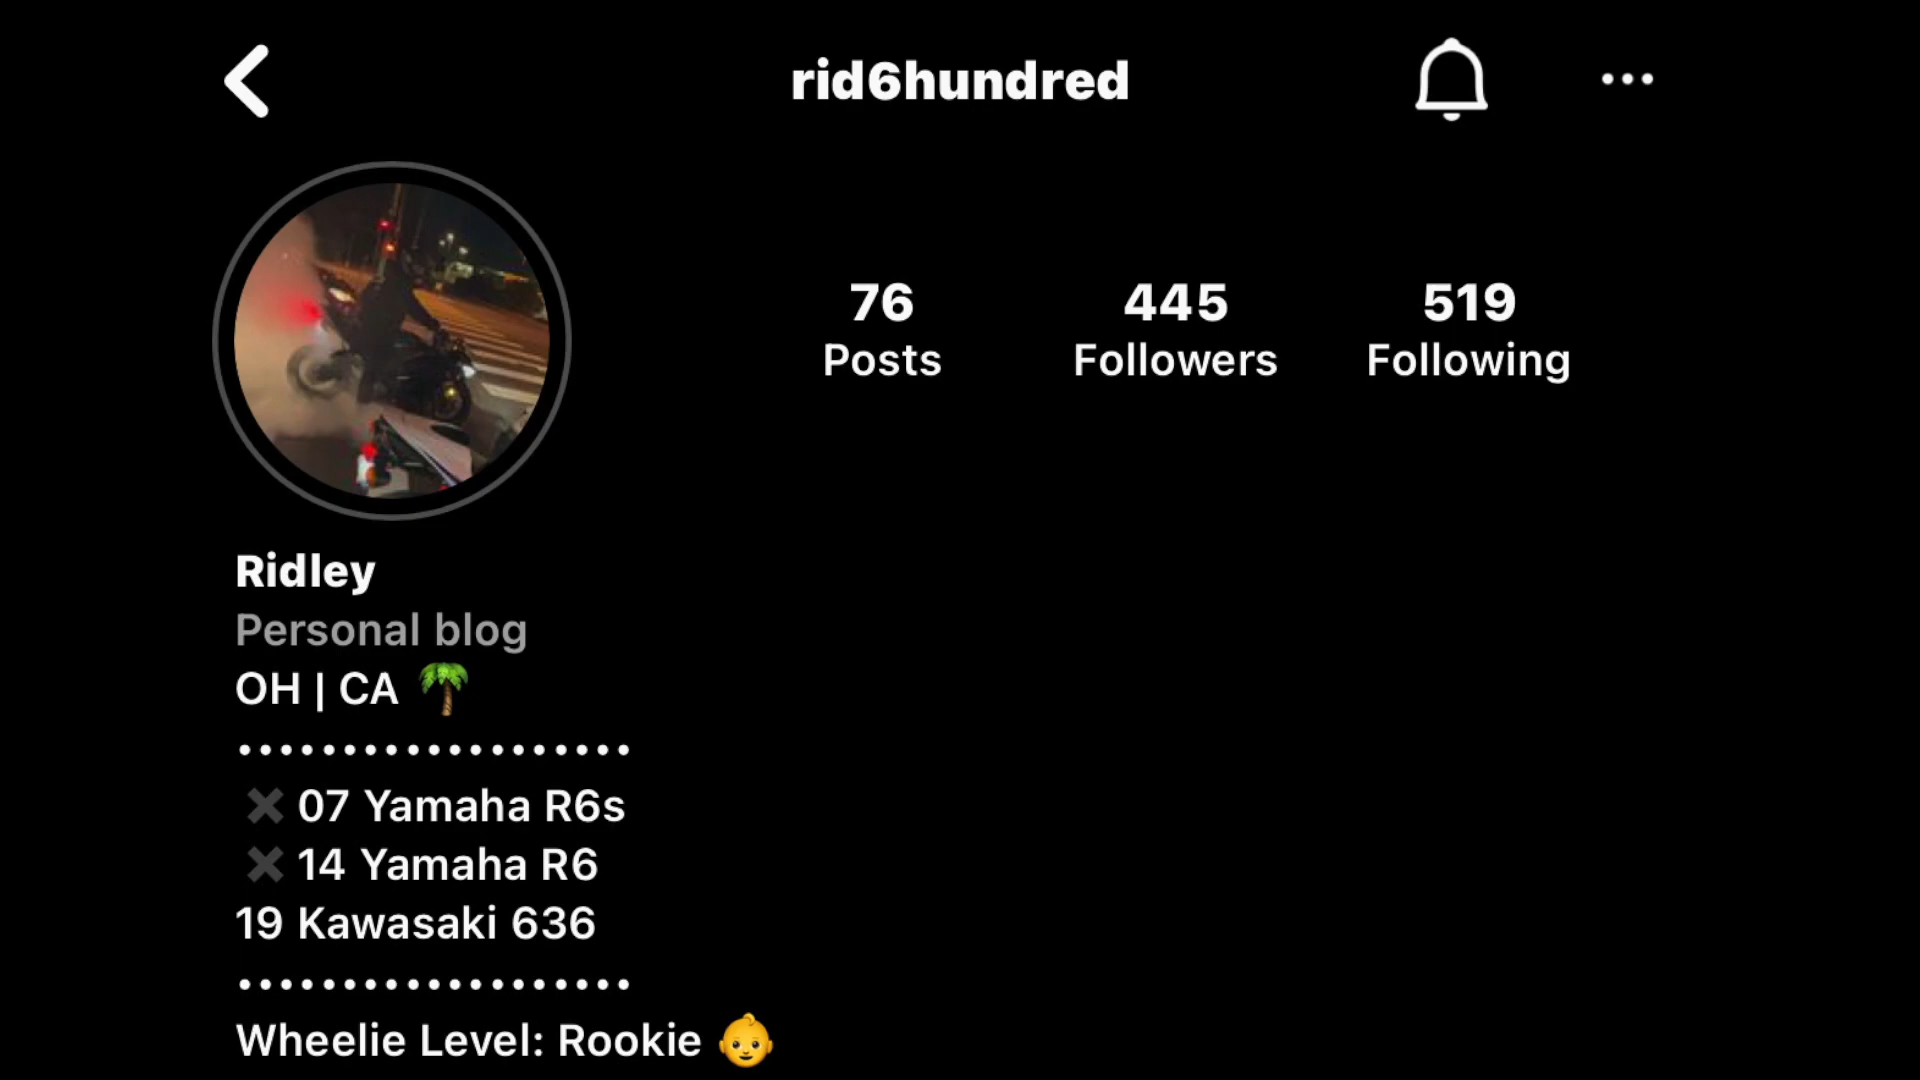 rid6hundred
76 445 519
Posts Followers Following
Ridley
Personal blog
OH | CA 🌴
•••••••••••••••••••
✖ 07 Yamaha R6s
✖ 14 Yamaha R6
19 Kawasaki 636
•••••••••••••••••••
Wheelie Level: Rookie 👶